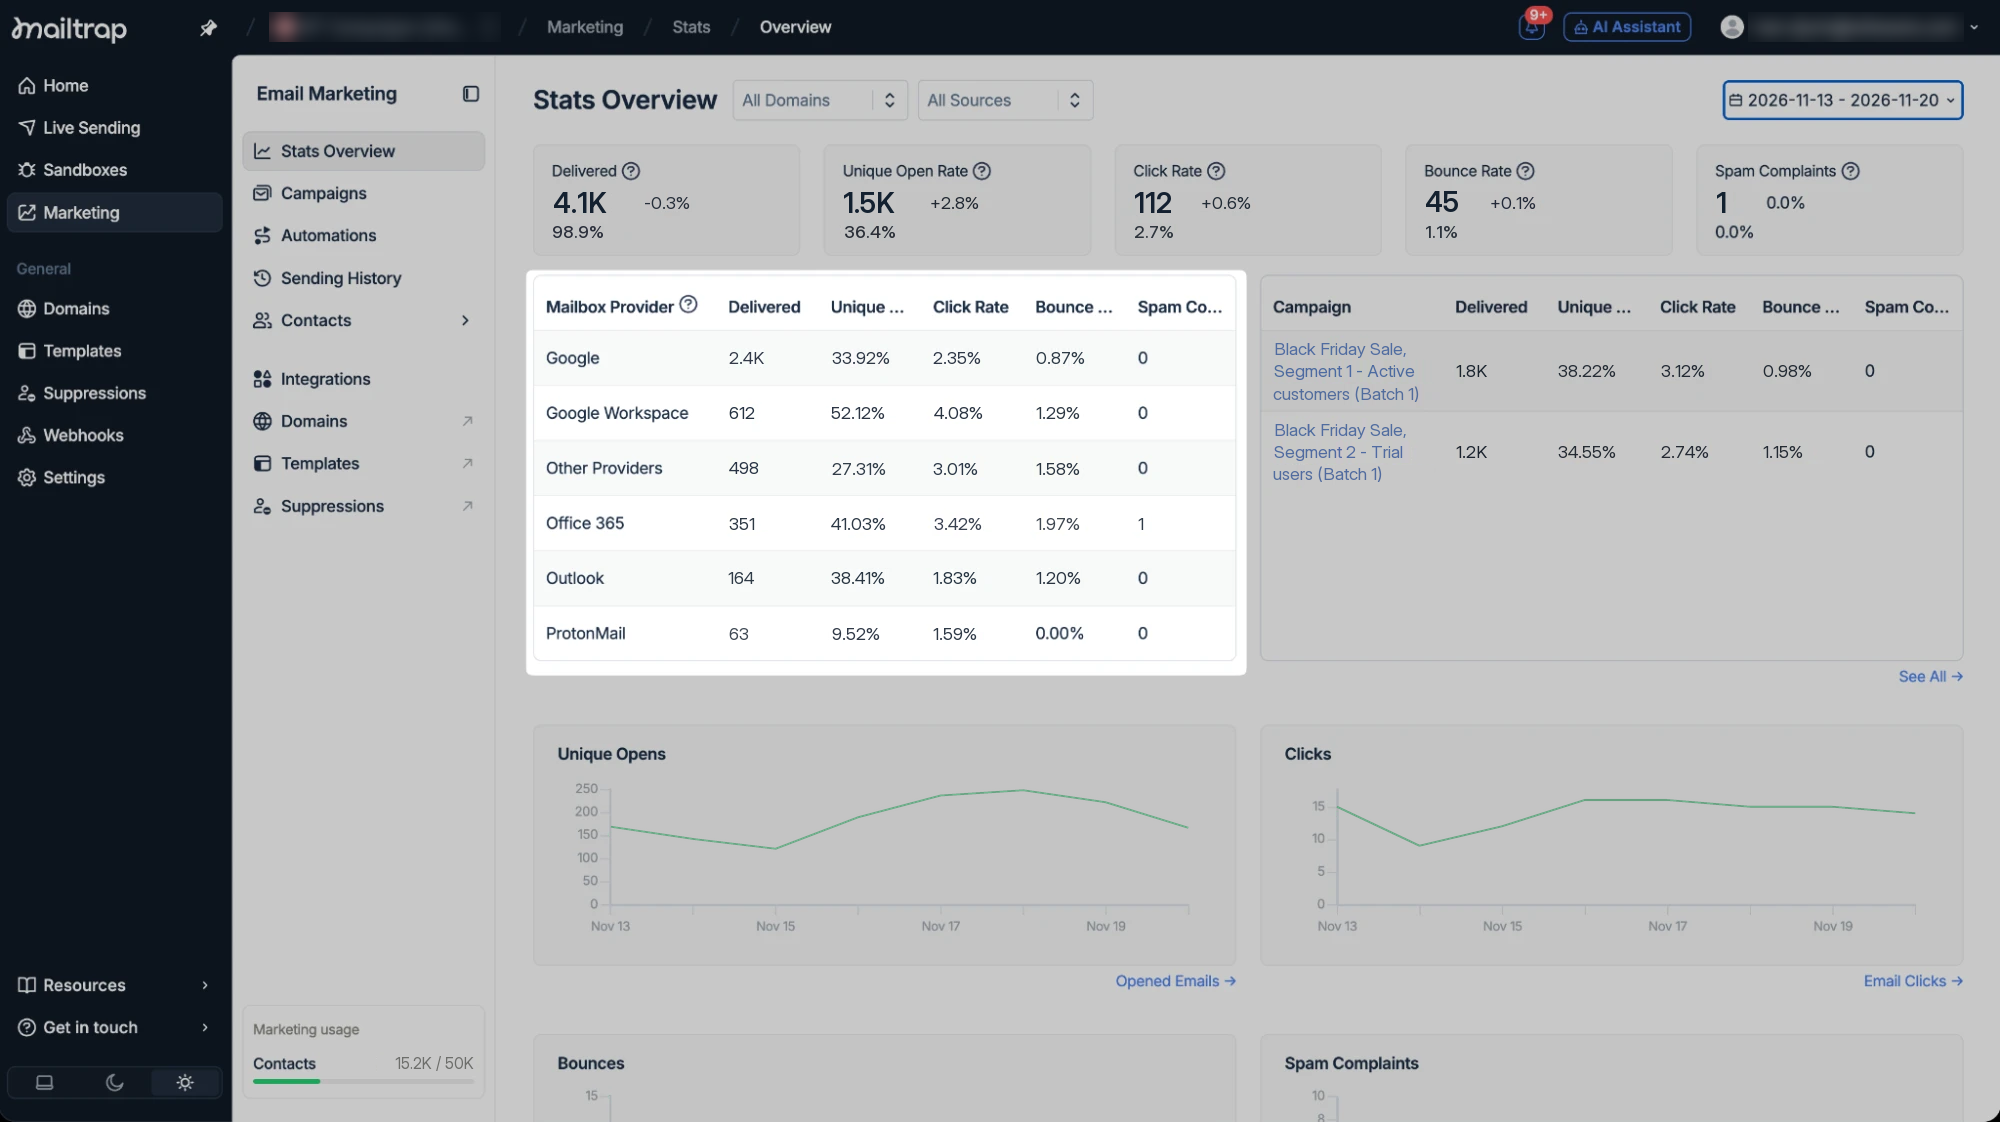 mailtrap
/
/ Marketing / Stats / Overview
9+
AI Assistant
Home
Live Sending
Sandboxes
Marketing
General
Domains
Templates
Suppressions
Webhooks
Settings
Resources
Get in touch
Email Marketing
Stats Overview
Campaigns
Automations
Sending History
Contacts
Integrations
Domains
Templates
Suppressions
Marketing usage
Contacts 15.2K / 50K
Stats Overview All Domains All Sources 2026-11-13 - 2026-11-20
Delivered
4.1K -0.3%
98.9%
Unique Open Rate
1.5K +2.8%
36.4%
Click Rate
112 +0.6%
2.7%
Bounce Rate
45 +0.1%
1.1%
Spam Complaints
1 0.0%
0.0%
Mailbox Provider Delivered Unique ... Click Rate Bounce ... Spam Co...
Google 2.4K 33.92% 2.35% 0.87% 0
Google Workspace 612 52.12% 4.08% 1.29% 0
Other Providers 498 27.31% 3.01% 1.58% 0
Office 365 351 41.03% 3.42% 1.97% 1
Outlook 164 38.41% 1.83% 1.20% 0
ProtonMail 63 9.52% 1.59% 0.00% 0
Campaign Delivered Unique ... Click Rate Bounce ... Spam Co...
Black Friday Sale,
Segment 1 - Active
customers (Batch 1)
1.8K 38.22% 3.12% 0.98% 0
Black Friday Sale,
Segment 2 - Trial
users (Batch 1)
1.2K 34.55% 2.74% 1.15% 0
See All →
Unique Opens
250
200
150
100
50
0
Nov 13 Nov 15 Nov 17 Nov 19
Opened Emails →
Clicks
15
10
5
0
Nov 13 Nov 15 Nov 17 Nov 19
Email Clicks →
Bounces
15
Spam Complaints
10
8